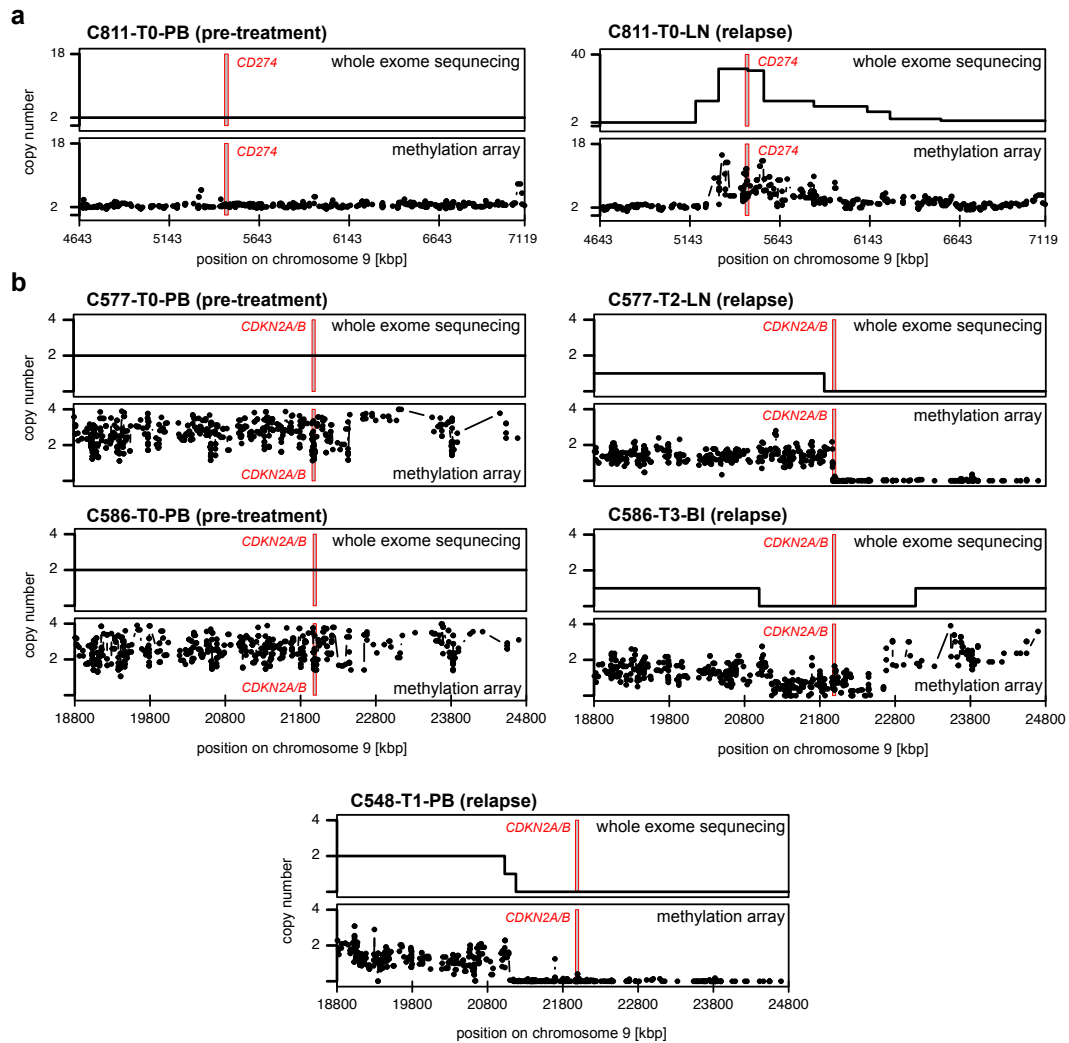 a
C811-T0-PB (pre-treatment)
18
CD274
whole exome sequnecing
2
18
CD274
methylation array
2
copy number
4643 5143 5643 6143 6643 7119
position on chromosome 9 [kbp]
C811-T0-LN (relapse)
40
CD274
whole exome sequnecing
2
18
CD274
methylation array
2
4643 5143 5643 6143 6643 7119
position on chromosome 9 [kbp]
b
C577-T0-PB (pre-treatment)
4
CDKN2A/B
whole exome sequnecing
2
copy number
4
2
CDKN2A/B
methylation array
C577-T2-LN (relapse)
4
CDKN2A/B
whole exome sequnecing
2
4
CDKN2A/B
methylation array
2
C586-T0-PB (pre-treatment)
4
CDKN2A/B
whole exome sequnecing
2
copy number
4
2
CDKN2A/B
methylation array
18800 19800 20800 21800 22800 23800 24800
position on chromosome 9 [kbp]
C586-T3-BI (relapse)
4
CDKN2A/B
whole exome sequnecing
2
4
CDKN2A/B
2
methylation array
18800 19800 20800 21800 22800 23800 24800
position on chromosome 9 [kbp]
C548-T1-PB (relapse)
4
CDKN2A/B
whole exome sequnecing
2
copy number
4
CDKN2A/B
methylation array
2
18800 19800 20800 21800 22800 23800 24800
position on chromosome 9 [kbp]